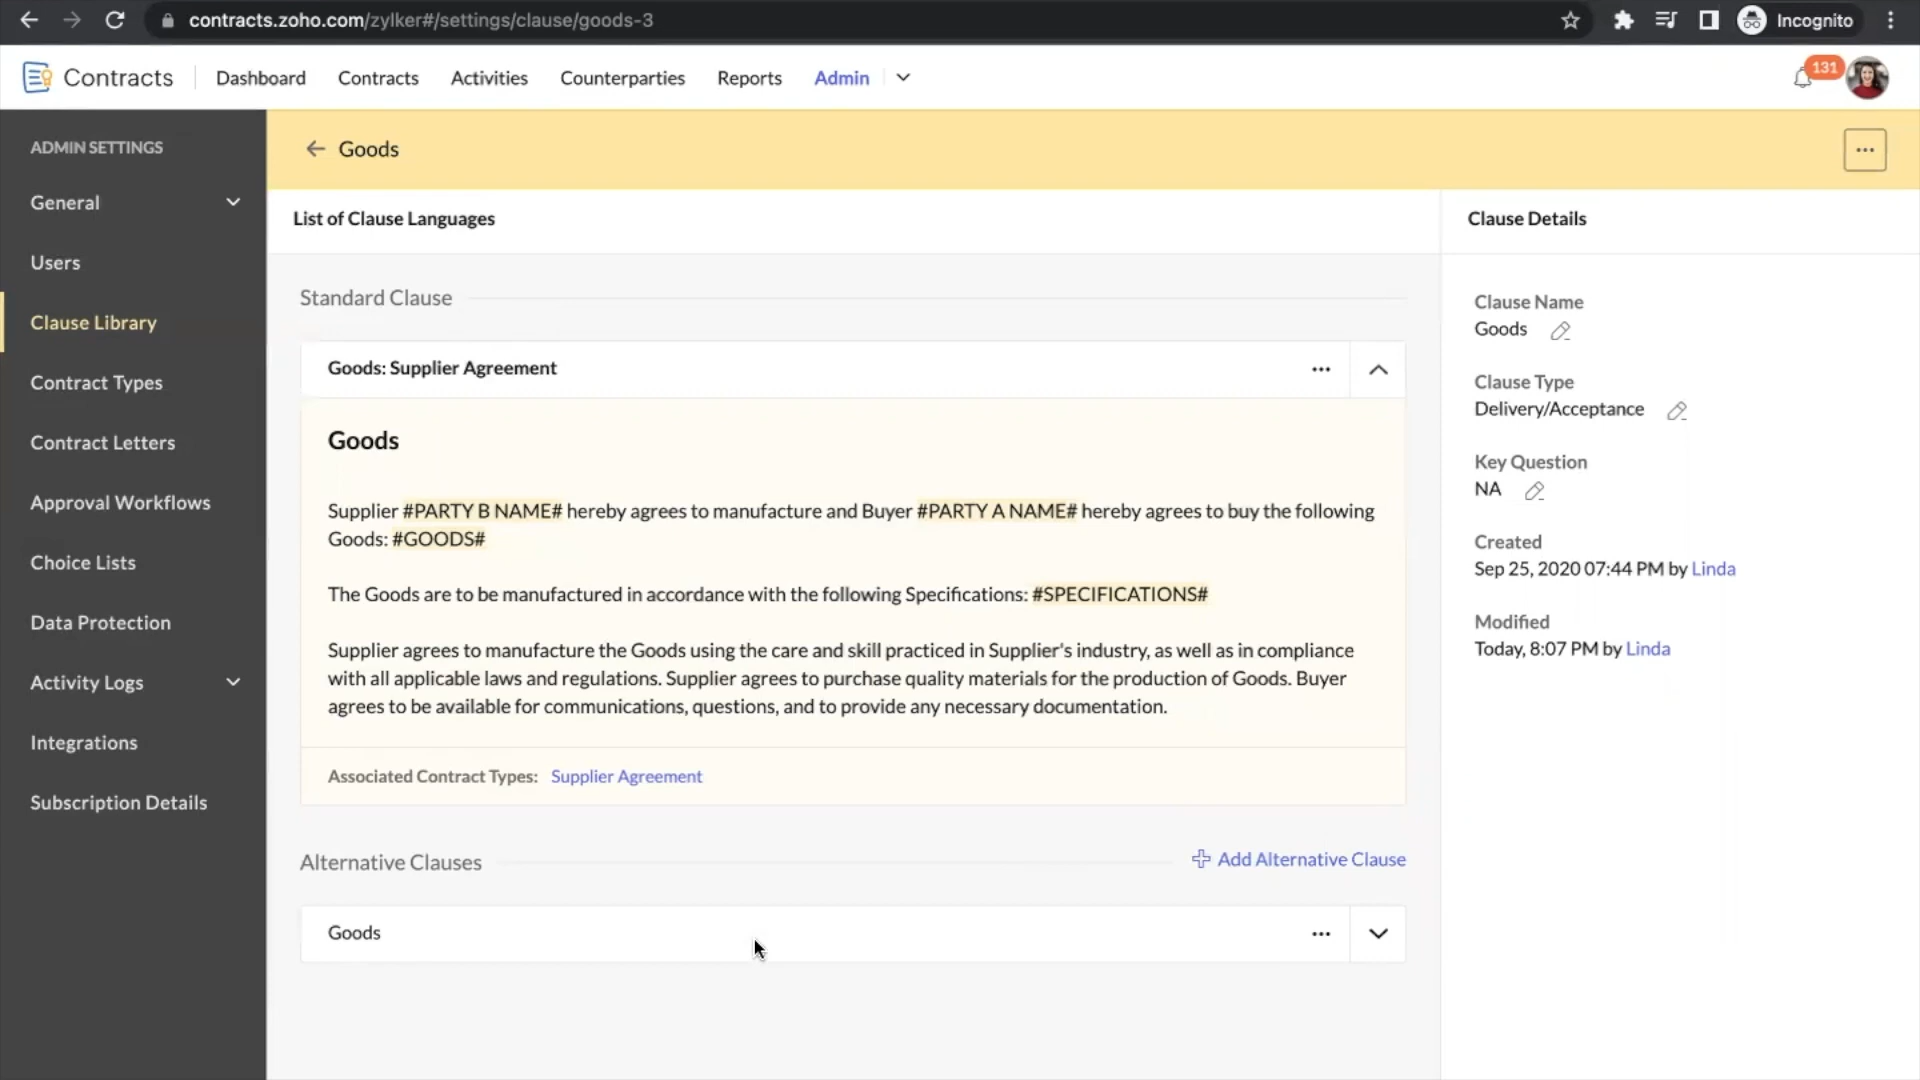 contracts.zoho.com/zylker#/settings/clause/goods-3
Incognito
Contracts
Dashboard
Contracts
Activities
Counterparties
Reports
Admin
131
ADMIN SETTINGS
General
Users
Clause Library
Contract Types
Contract Letters
Approval Workflows
Choice Lists
Data Protection
Activity Logs
Integrations
Subscription Details
Goods
List of Clause Languages
Standard Clause
Goods: Supplier Agreement
Goods
Supplier #PARTY B NAME# hereby agrees to manufacture and Buyer #PARTY A NAME# hereby agrees to buy the following
Goods: #GOODS#
The Goods are to be manufactured in accordance with the following Specifications: #SPECIFICATIONS#
Supplier agrees to manufacture the Goods using the care and skill practiced in Supplier's industry, as well as in compliance
with all applicable laws and regulations. Supplier agrees to purchase quality materials for the production of Goods. Buyer
agrees to be available for communications, questions, and to provide any necessary documentation.
Associated Contract Types: Supplier Agreement
Alternative Clauses
Add Alternative Clause
Goods
Clause Details
Clause Name
Goods
Clause Type
Delivery/Acceptance
Key Question
NA
Created
Sep 25, 2020 07:44 PM by Linda
Modified
Today, 8:07 PM by Linda